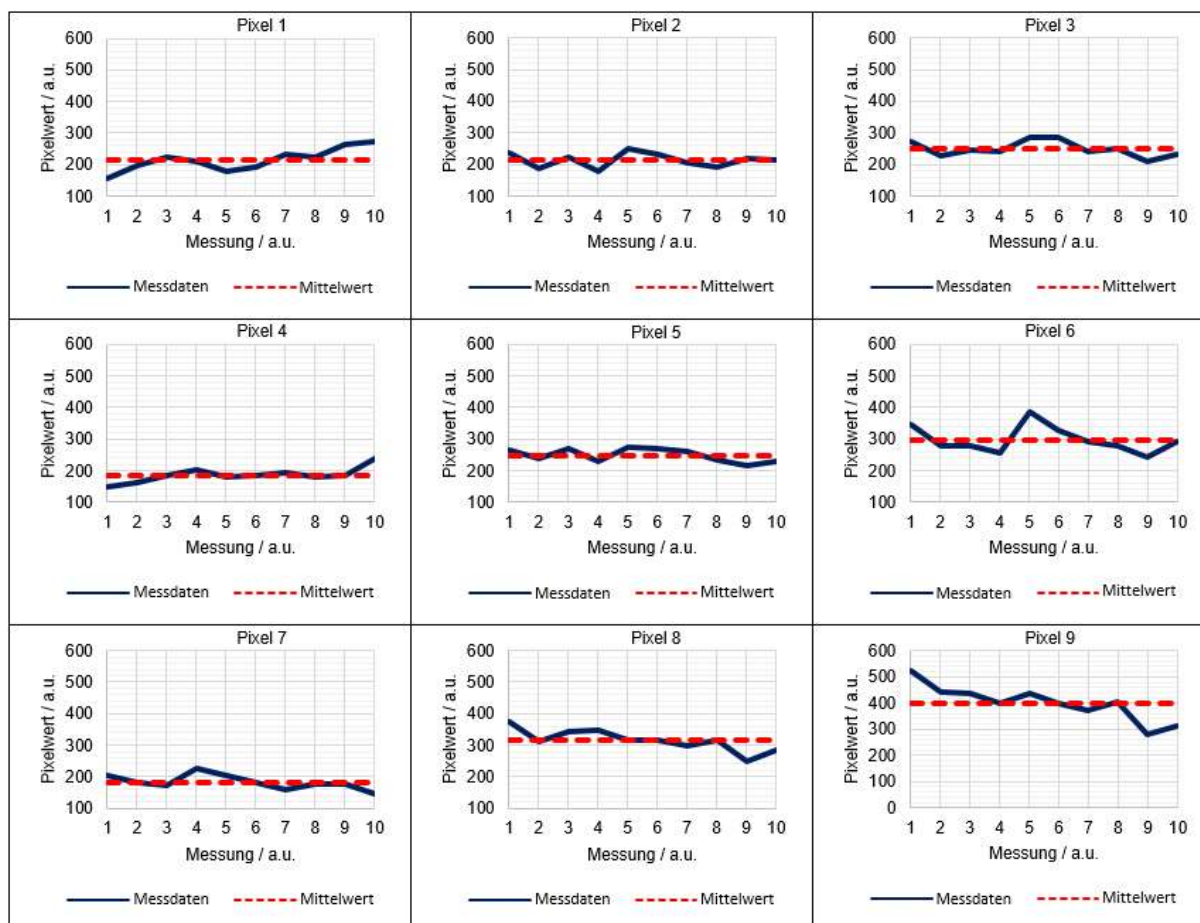 Pixel 1
600
500
400
300
200
100
Pixelwert / a.u.
1 2 3 4 5 6 7 8 9 10
Messung / a.u.
Messdaten Mittelwert
Pixel 2
600
500
400
300
200
100
Pixelwert / a.u.
1 2 3 4 5 6 7 8 9 10
Messung / a.u.
Messdaten Mittelwert
Pixel 3
600
500
400
300
200
100
Pixelwert / a.u.
1 2 3 4 5 6 7 8 9 10
Messung / a.u.
Messdaten Mittelwert
Pixel 4
600
500
400
300
200
100
Pixelwert / a.u.
1 2 3 4 5 6 7 8 9 10
Messung / a.u.
Messdaten Mittelwert
Pixel 5
600
500
400
300
200
100
Pixelwert / a.u.
1 2 3 4 5 6 7 8 9 10
Messung / a.u.
Messdaten Mittelwert
Pixel 6
600
500
400
300
200
100
Pixelwert / a.u.
1 2 3 4 5 6 7 8 9 10
Messung / a.u.
Messdaten Mittelwert
Pixel 7
600
500
400
300
200
100
Pixelwert / a.u.
1 2 3 4 5 6 7 8 9 10
Messung / a.u.
Messdaten Mittelwert
Pixel 8
600
500
400
300
200
100
Pixelwert / a.u.
1 2 3 4 5 6 7 8 9 10
Messung / a.u.
Messdaten Mittelwert
Pixel 9
600
500
400
300
200
100
0
Pixelwert / a.u.
1 2 3 4 5 6 7 8 9 10
Messung / a.u.
Messdaten Mittelwert